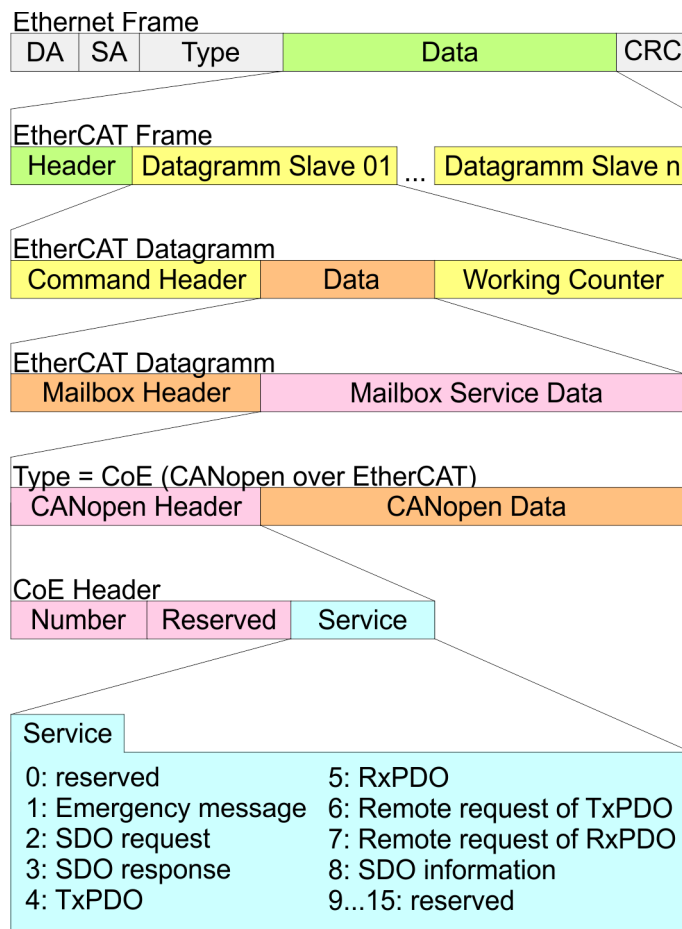 Ethernet Frame
DA SA Type Data CRC
EtherCAT Frame
Header Datagramm Slave 01 ... Datagramm Slave n
EtherCAT Datagramm
Command Header Data Working Counter
EtherCAT Datagramm
Mailbox Header Mailbox Service Data
Type = CoE (CANopen over EtherCAT)
CANopen Header CANopen Data
CoE Header
Number Reserved Service
Service
0: reserved
1: Emergency message
2: SDO request
3: SDO response
4: TxPDO
5: RxPDO
6: Remote request of TxPDO
7: Remote request of RxPDO
8: SDO information
9...15: reserved